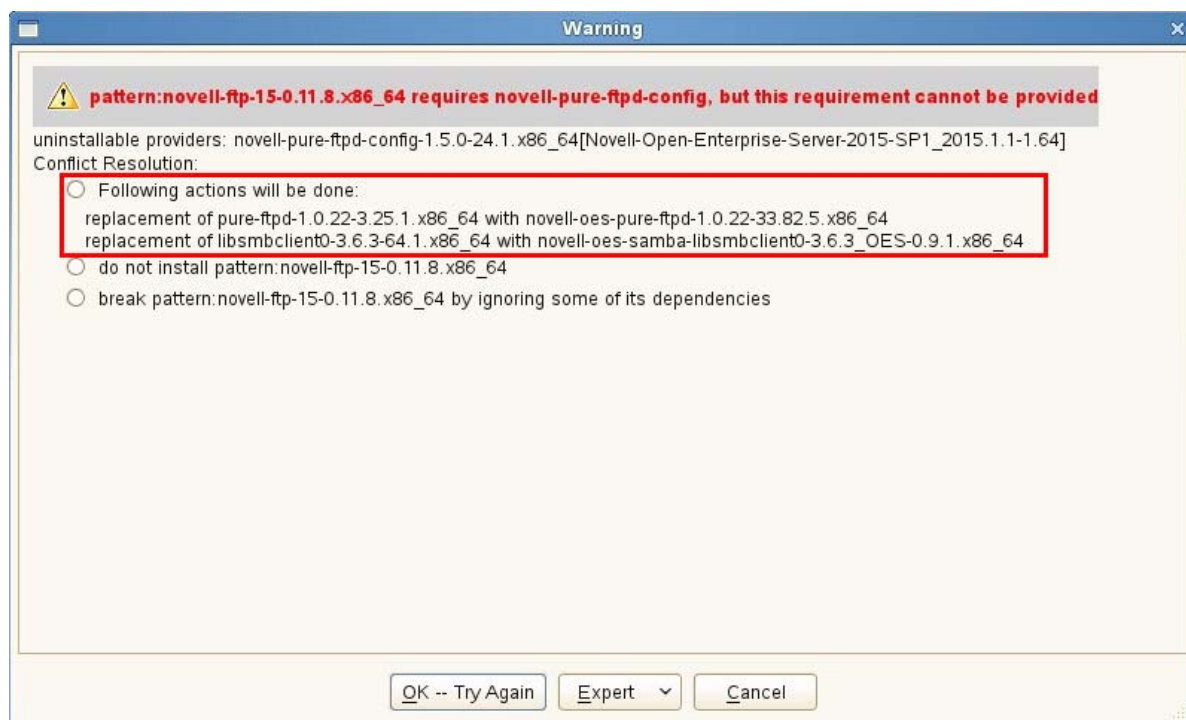 Warning
pattern:novell-ftp-15-0.11.8.x86_64 requires novell-pure-ftpd-config, but this requirement cannot be provided
uninstallable providers: novell-pure-ftpd-config-1.5.0-24.1.x86_64[Novell-Open-Enterprise-Server-2015-SP1_2015.1.1-1.64]
Conflict Resolution:
Following actions will be done:
replacement of pure-ftpd-1.0.22-3.25.1.x86_64 with novell-oes-pure-ftpd-1.0.22-33.82.5.x86_64
replacement of libsmbclient0-3.6.3-64.1.x86_64 with novell-oes-samba-libsmbclient0-3.6.3_OES-0.9.1.x86_64
do not install pattern:novell-ftp-15-0.11.8.x86_64
break pattern:novell-ftp-15-0.11.8.x86_64 by ignoring some of its dependencies
OK -- Try Again
Expert
Cancel